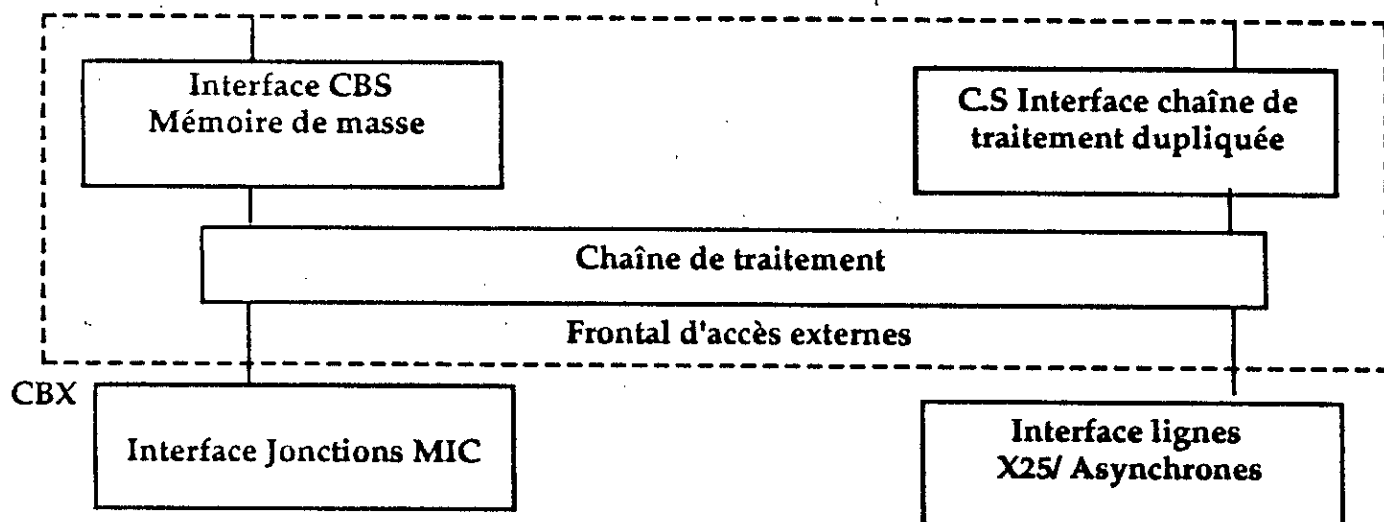 Interface CBS
Mémoire de masse
C.S Interface chaîne de
traitement dupliquée
Chaîne de traitement
Frontal d'accès externes
CBX
Interface Jonctions MIC
Interface lignes
X25/ Asynchrones